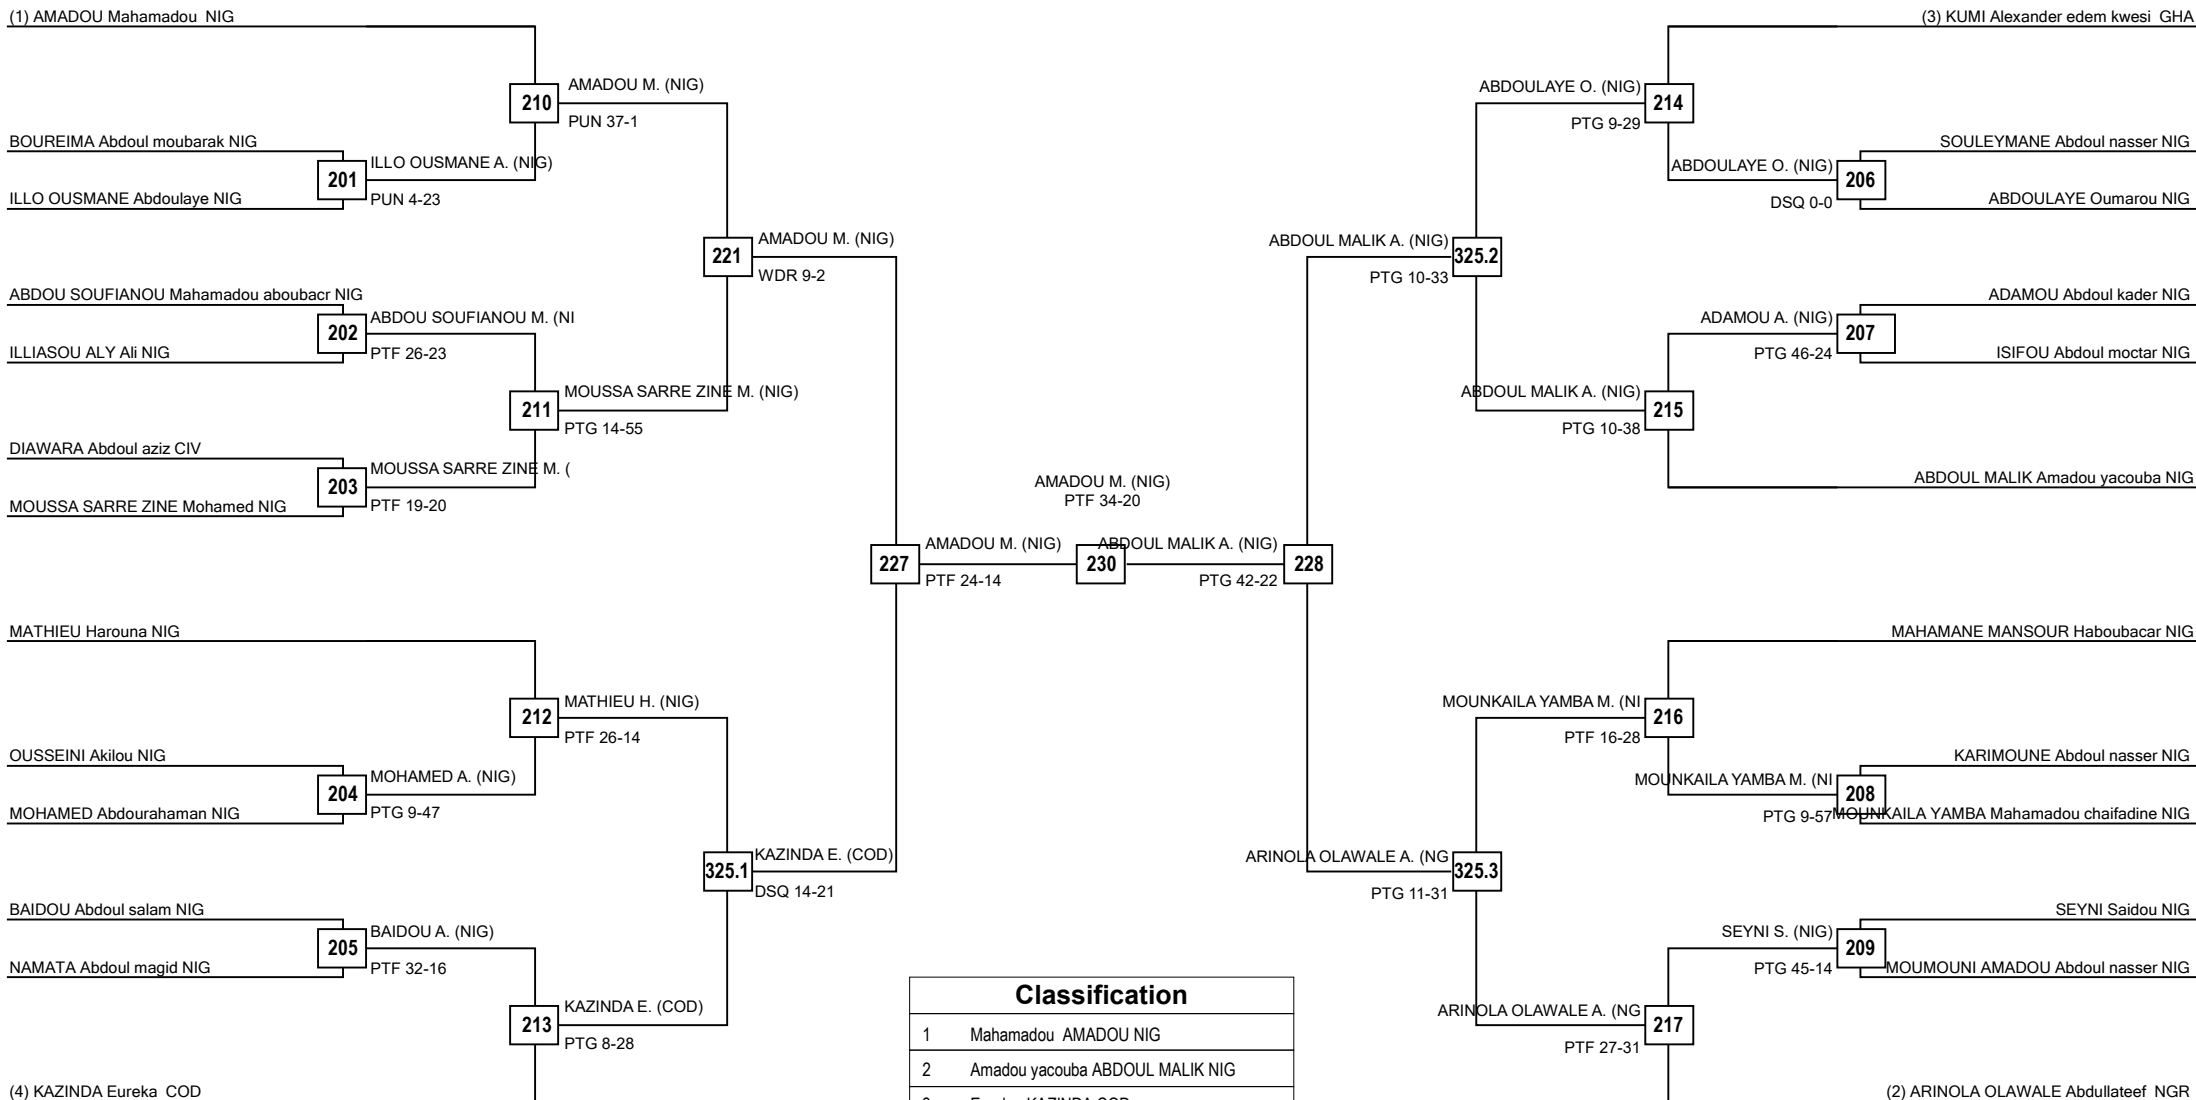 (1) AMADOU Mahamadou  NIG
(3) KUMI Alexander edem kwesi  GHA
210
AMADOU M. (NIG)
PUN 37-1
ABDOULAYE O. (NIG)
214
PTG 9-29
BOUREIMA Abdoul moubarak NIG
201
ILLO OUSMANE A. (NIG)
ILLO OUSMANE Abdoulaye NIG
PUN 4-23
SOULEYMANE Abdoul nasser NIG
ABDOULAYE O. (NIG)
206
DSQ 0-0
ABDOULAYE Oumarou NIG
221
AMADOU M. (NIG)
WDR 9-2
ABDOUL MALIK A. (NIG)
325.2
PTG 10-33
ABDOU SOUFIANOU Mahamadou aboubacr NIG
202
ABDOU SOUFIANOU M. (NI
ILLIASOU ALY Ali NIG
PTF 26-23
ADAMOU Abdoul kader NIG
ADAMOU A. (NIG)
207
PTG 46-24
ISIFOU Abdoul moctar NIG
211
MOUSSA SARRE ZINE M. (NIG)
PTG 14-55
ABDOUL MALIK A. (NIG)
215
PTG 10-38
DIAWARA Abdoul aziz CIV
203
MOUSSA SARRE ZINE M. (
MOUSSA SARRE ZINE Mohamed NIG
PTF 19-20
AMADOU M. (NIG)
PTF 34-20
ABDOUL MALIK Amadou yacouba NIG
227
AMADOU M. (NIG)
PTF 24-14
230
ABDOUL MALIK A. (NIG)
228
PTG 42-22
MATHIEU Harouna NIG
MAHAMANE MANSOUR Haboubacar NIG
212
MATHIEU H. (NIG)
PTF 26-14
MOUNKAILA YAMBA M. (NI
216
PTF 16-28
OUSSEINI Akilou NIG
204
MOHAMED A. (NIG)
MOHAMED Abdourahaman NIG
PTG 9-47
KARIMOUNE Abdoul nasser NIG
MOUNKAILA YAMBA M. (NI
208
PTG 9-57
MOUNKAILA YAMBA Mahamadou chaifadine NIG
325.1
KAZINDA E. (COD)
DSQ 14-21
ARINOLA OLAWALE A. (NG
325.3
PTG 11-31
BAIDOU Abdoul salam NIG
205
BAIDOU A. (NIG)
NAMATA Abdoul magid NIG
PTF 32-16
SEYNI Saidou NIG
SEYNI S. (NIG)
209
PTG 45-14
MOUMOUNI AMADOU Abdoul nasser NIG
213
KAZINDA E. (COD)
PTG 8-28
ARINOLA OLAWALE A. (NG
217
PTF 27-31
Classification
1 Mahamadou  AMADOU NIG
2 Amadou yacouba ABDOUL MALIK NIG
(4) KAZINDA Eureka  COD
(2) ARINOLA OLAWALE Abdullateef  NGR